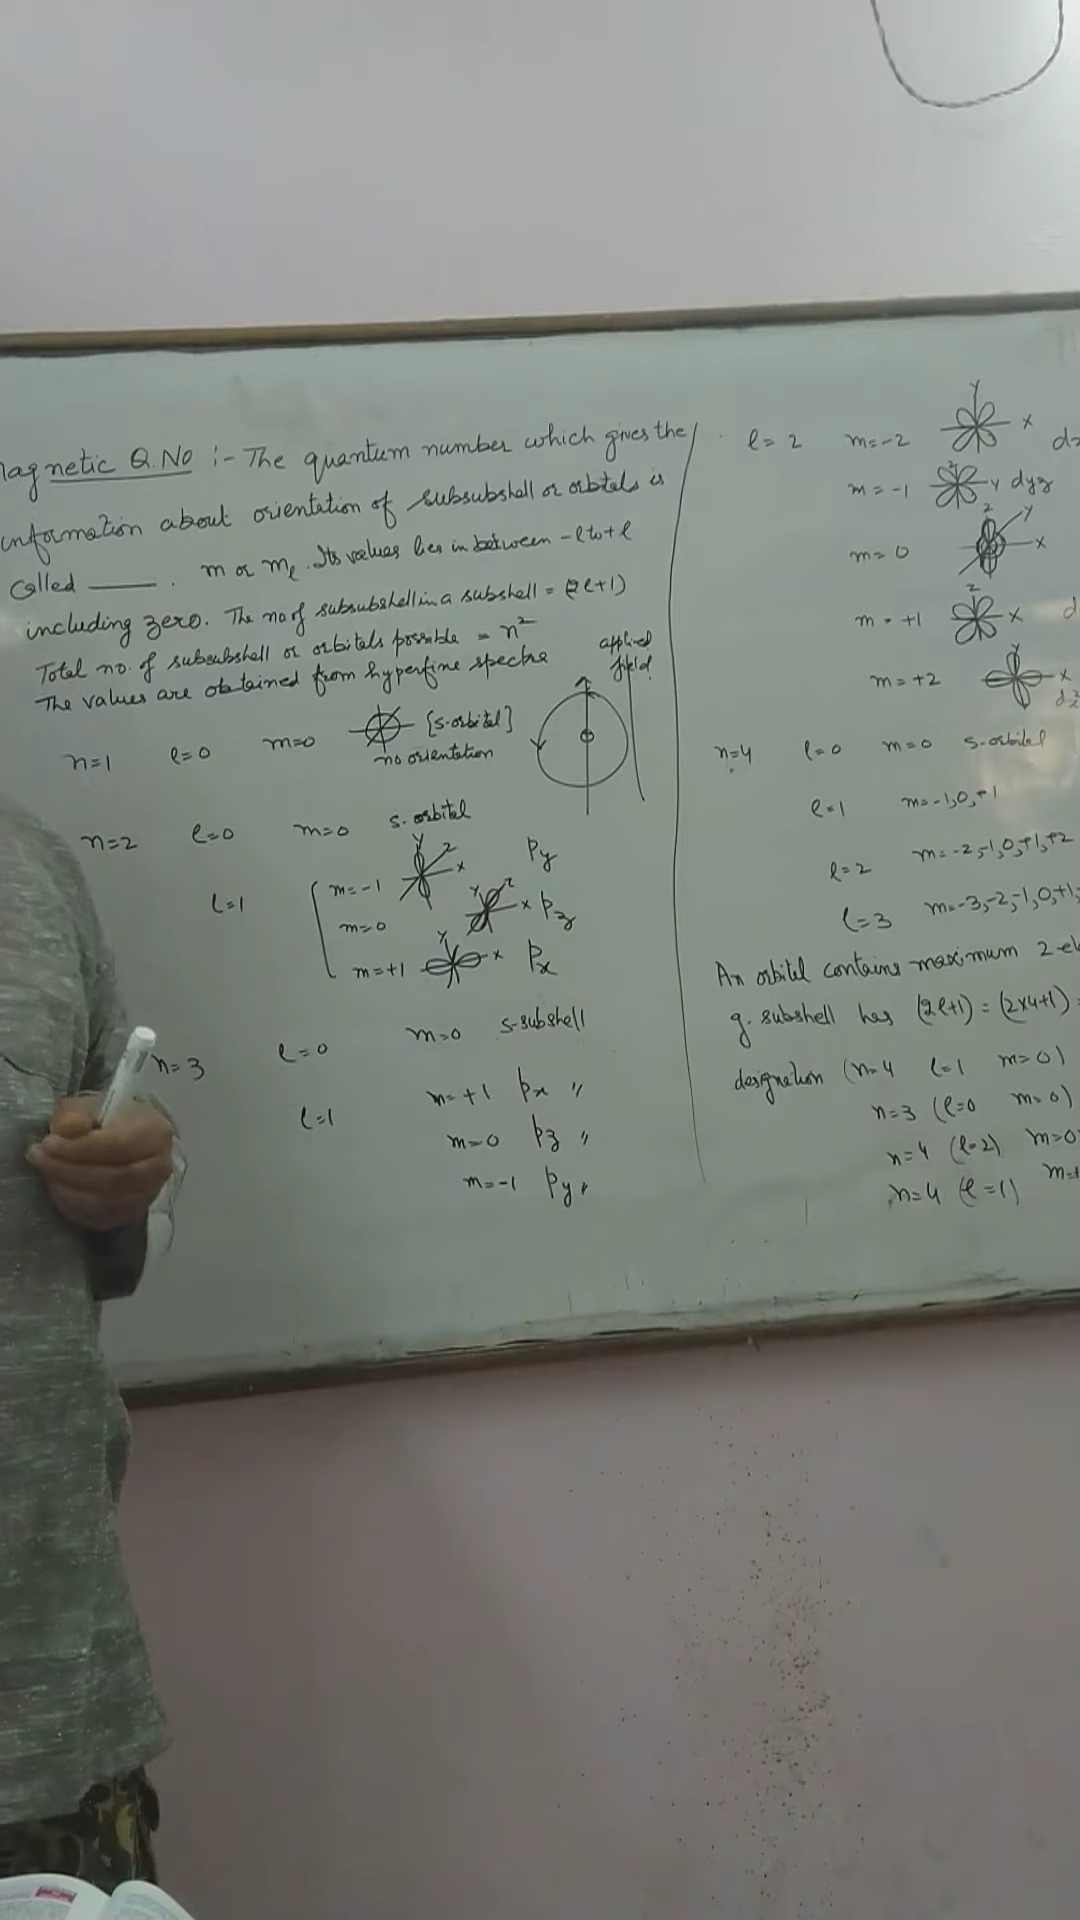 magnetic Q.No :- The quantum number which gives the
information about orientation of subsubshell or orbitals is
called ——— . m or mℓ. Its values lies in between -ℓ to +ℓ
including zero. The no of subsubshell in a subshell = (2ℓ+1)
Total no. of subsubshell or orbitals possible = n²
The values are obtained from hyperfine spectra
applied
field
n=1 ℓ=0 m=0 [s-orbital]
no orientation
n=2 ℓ=0 m=0 s-orbital
ℓ=1 m=-1 Y Z X Py
m=0 Y Z X Pz
m=+1 Y X Px
n=3 ℓ=0 m=0 s-subshell
ℓ=1 m=+1 Px "
m=0 Pz "
m=-1 Py "
ℓ=2 m=-2 Y X
m=-1 Z Y dyz
m=0 Z Y X
m=+1 Z X d
m=+2 Y X
n=4 ℓ=0 m=0 s-orbital
ℓ=1 m=-1,0,+1
ℓ=2 m=-2,-1,0,+1,+2
ℓ=3 m=-3,-2,-1,0,+1,
An orbital contains maximum 2
g. subshell has (2ℓ+1) = (2x4+1) =
designation (n=4 ℓ=1 m=0)
n=3 (ℓ=0 m=0)
n=4 (ℓ=2) m=0
n=4 (ℓ=1)